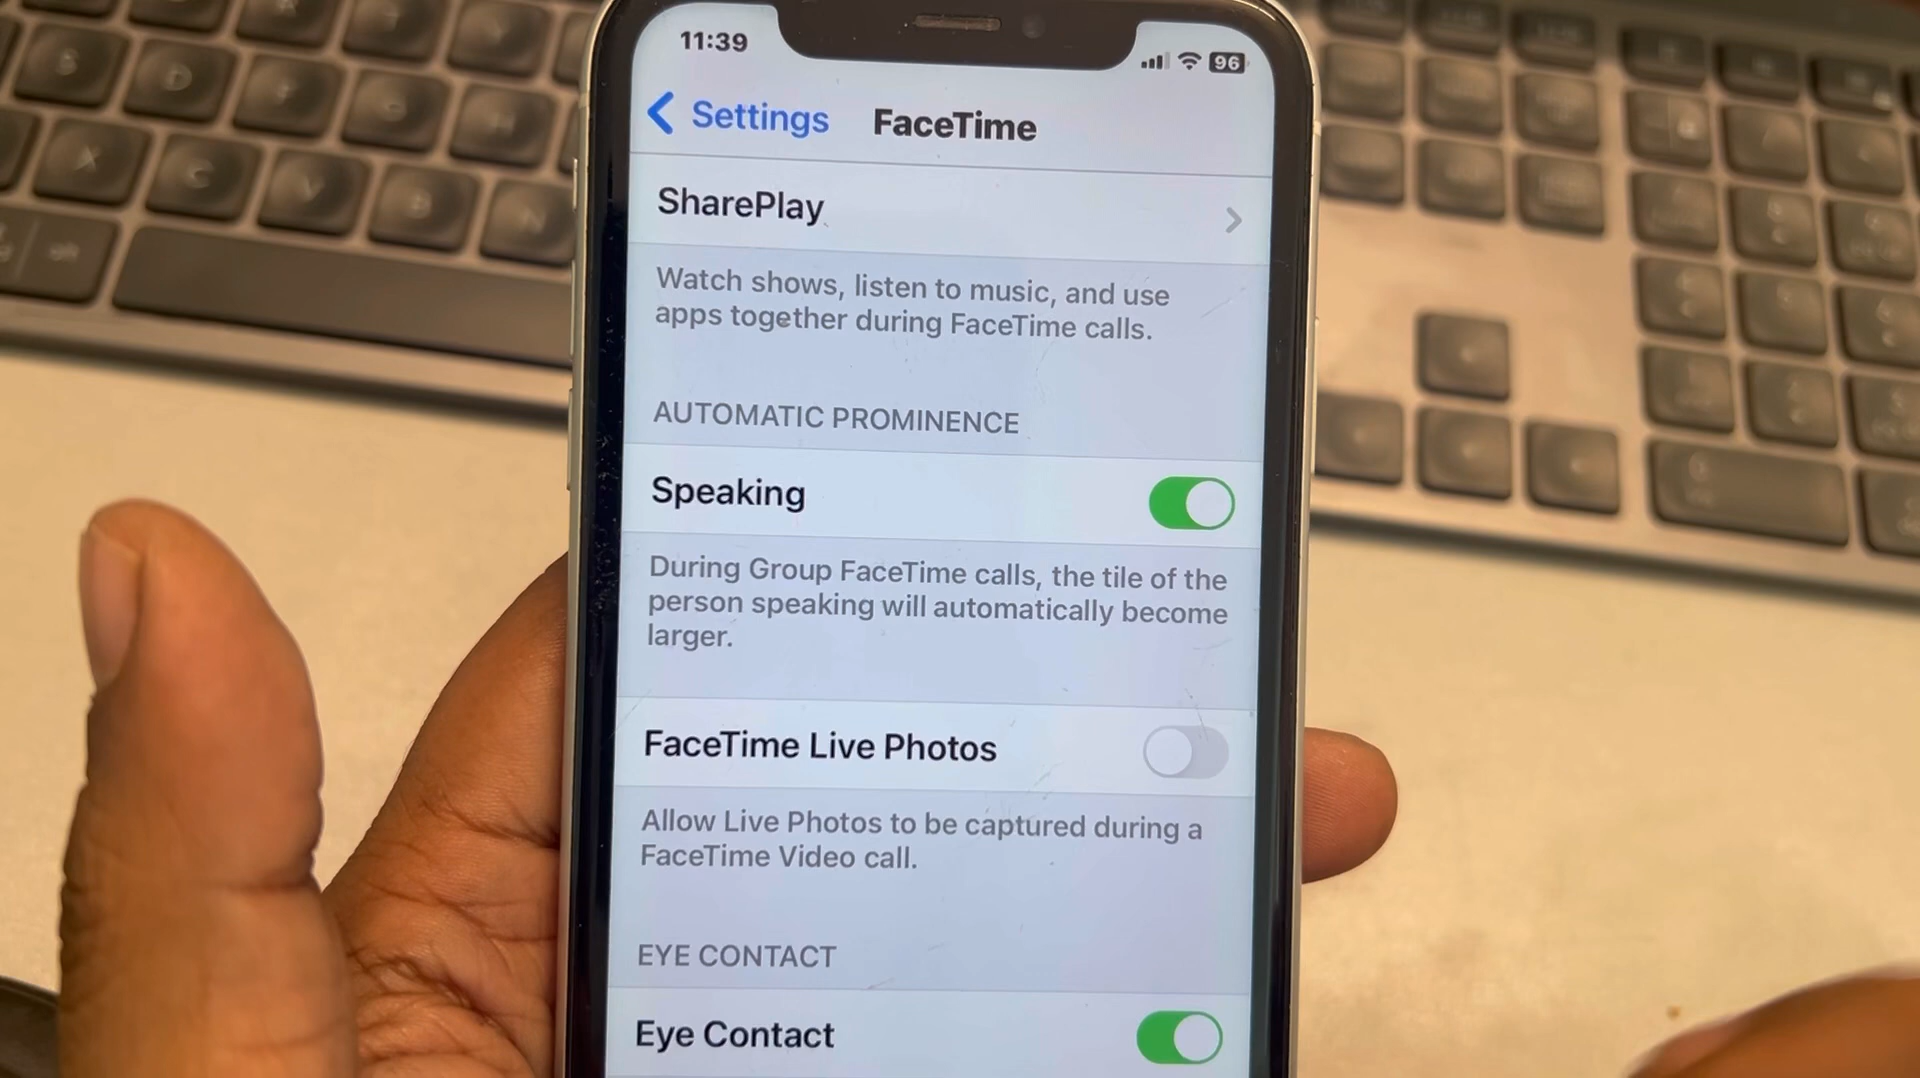 11:39
96
Settings
FaceTime
SharePlay
Watch shows, listen to music, and use
apps together during FaceTime calls.
AUTOMATIC PROMINENCE
Speaking
During Group FaceTime calls, the tile of the
person speaking will automatically become
larger.
FaceTime Live Photos
Allow Live Photos to be captured during a
FaceTime Video call.
EYE CONTACT
Eye Contact
S
D
X
C
V
B
N
alt